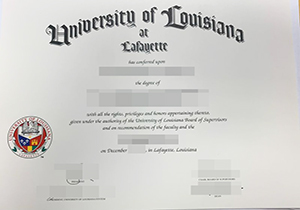 University of Louisiana
at
Lafayette
has conferred upon
the degree of
with all the rights, privileges and honors appertaining thereto
given under the authority of the University of Louisiana Board of Supervisors
and on recommendation of the faculty and the
on December in Lafayette, Louisiana